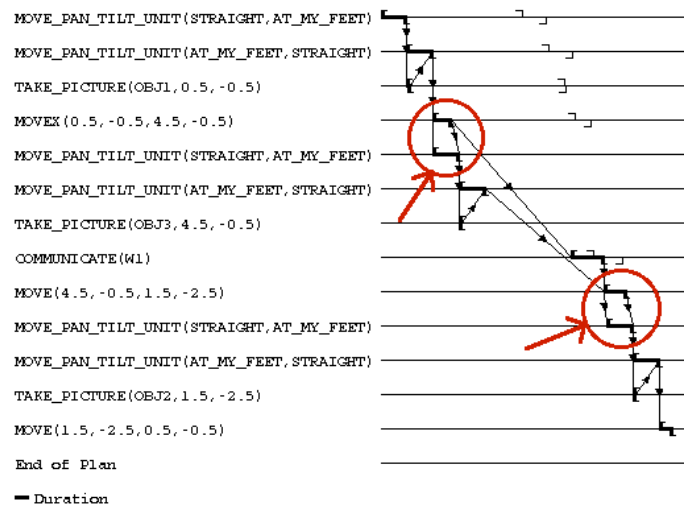 MOVE_PAN_TILT_UNIT(STRAIGHT,AT_MY_FEET)
MOVE_PAN_TILT_UNIT(AT_MY_FEET,STRAIGHT)
TAKE_PICTURE(OBJ1,0.5,-0.5)
MOVEX(0.5,-0.5,4.5,-0.5)
MOVE_PAN_TILT_UNIT(STRAIGHT,AT_MY_FEET)
MOVE_PAN_TILT_UNIT(AT_MY_FEET,STRAIGHT)
TAKE_PICTURE(OBJ3,4.5,-0.5)
COMMUNICATE(W1)
MOVE(4.5,-0.5,1.5,-2.5)
MOVE_PAN_TILT_UNIT(STRAIGHT,AT_MY_FEET)
MOVE_PAN_TILT_UNIT(AT_MY_FEET,STRAIGHT)
TAKE_PICTURE(OBJ2,1.5,-2.5)
MOVE(1.5,-2.5,0.5,-0.5)
End of Plan
Duration